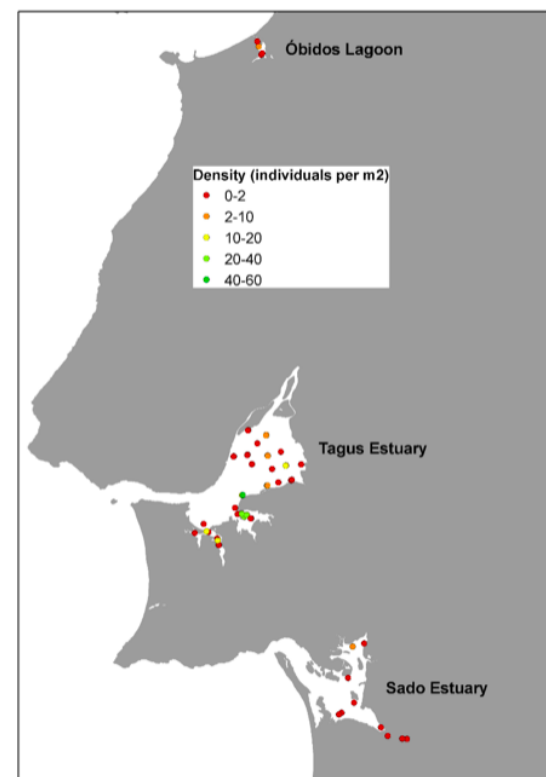 Óbidos Lagoon
Density (individuals per m2)
0-2
2-10
10-20
20-40
40-60
Tagus Estuary
Sado Estuary